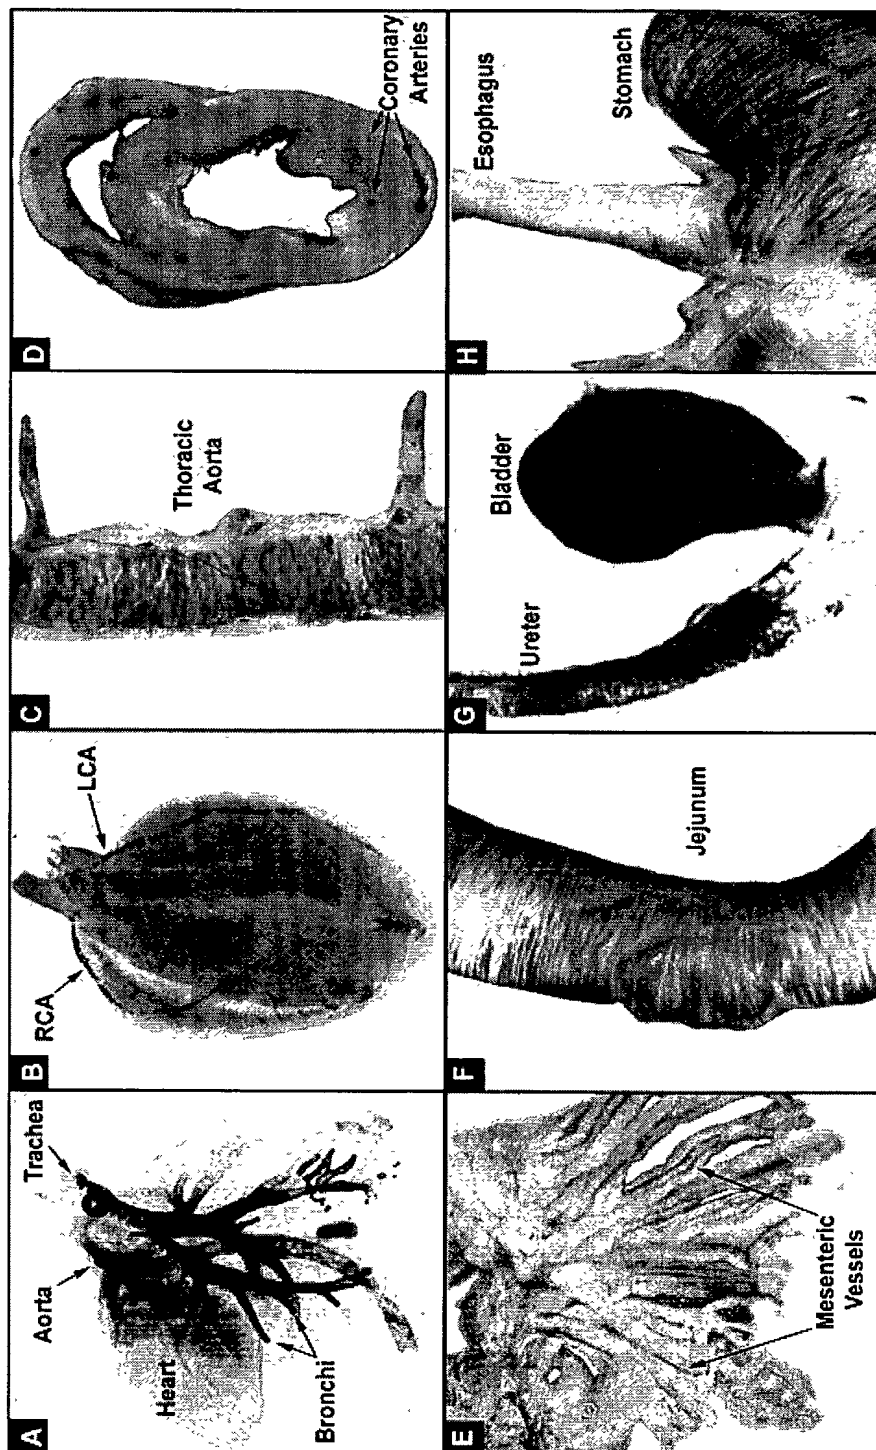 A
Trachea
Aorta
Heart
Bronchi
B
RCA
LCA
C
Thoracic
Aorta
D
Coronary
Arteries
E
Mesenteric
Vessels
F
Jejunum
G
Ureter
Bladder
H
Esophagus
Stomach